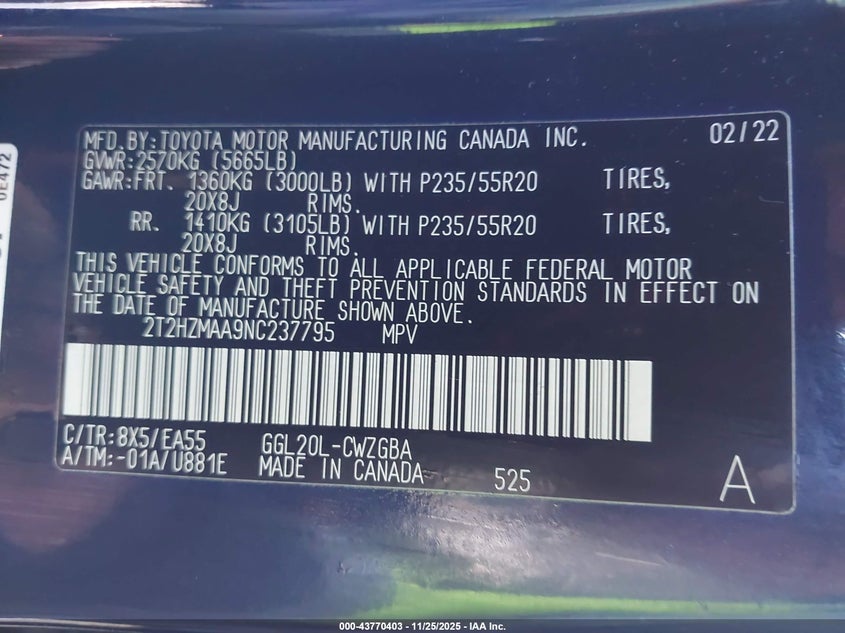 MFD.BY:TOYOTA MOTOR MANUFACTURING CANADA INC. 02/22
GVWR:2570KG (5665LB)
GAWR:FRT. 1360KG (3000LB) WITH P235/55R20 TIRES,
20X8J RIMS.
RR. 1410KG (3105LB) WITH P235/55R20 TIRES,
20X8J RIMS.
THIS VEHICLE CONFORMS TO ALL APPLICABLE FEDERAL MOTOR
VEHICLE SAFETY AND THEFT PREVENTION STANDARDS IN EFFECT ON
THE DATE OF MANUFACTURE SHOWN ABOVE.
2T2HZMAA9NC237795 MPV
C/TR:8X5/EA55 GGL20L-CWZGBA
A/TM:-01A/U881E MADE IN CANADA 525 A
0E472
000-43770403 - 11/25/2025 - IAA Inc.